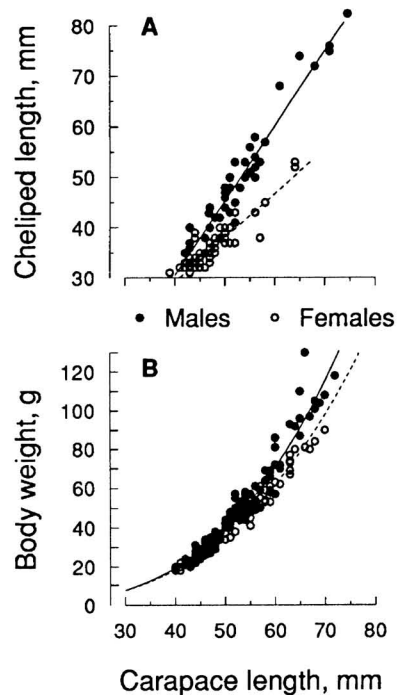 A
Cheliped length, mm
80
70
60
50
40
30
Males
Females
B
Body weight, g
120
100
80
60
40
20
0
30 40 50 60 70 80
Carapace length, mm